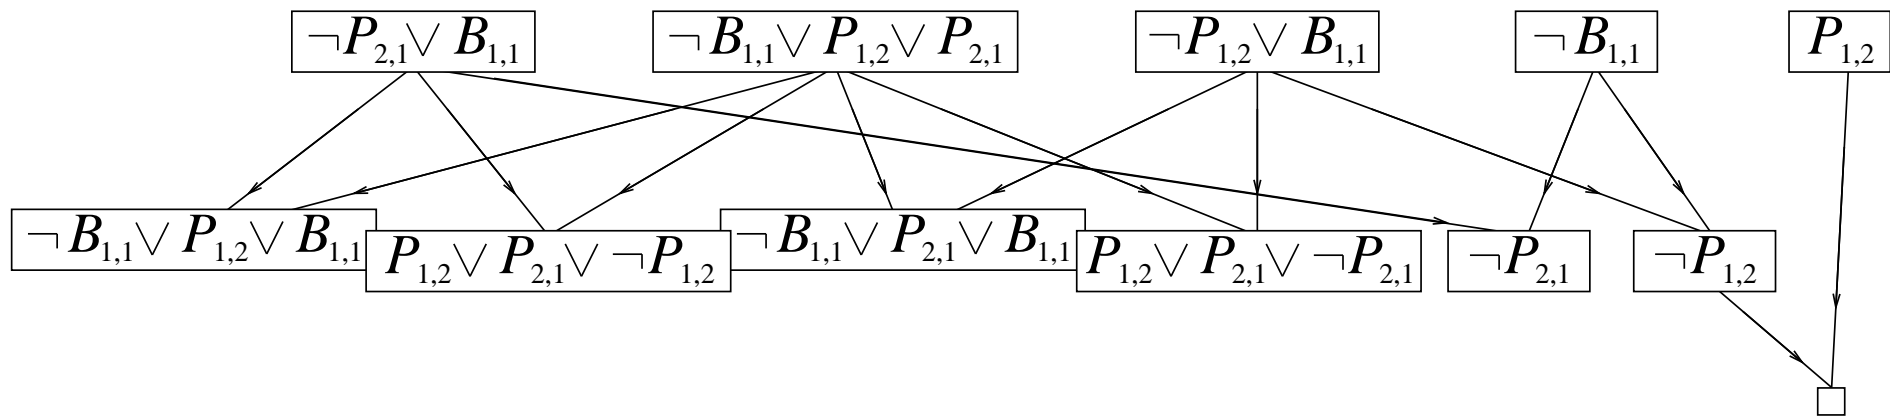 ¬P2,1 ∨ B1,1
¬B1,1 ∨ P1,2 ∨ P2,1
¬P1,2 ∨ B1,1
¬B1,1
P1,2
¬B1,1 ∨ P1,2 ∨ B1,1
P1,2 ∨ P2,1 ∨ ¬P1,2
¬B1,1 ∨ P2,1 ∨ B1,1
P1,2 ∨ P2,1 ∨ ¬P2,1
¬P2,1
¬P1,2